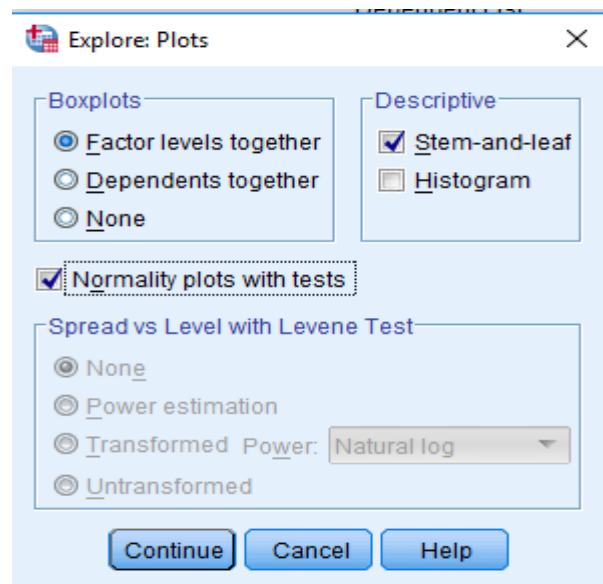 Explore: Plots
Boxplots
Factor levels together
Dependents together
None
Descriptive
Stem-and-leaf
Histogram
Normality plots with tests
Spread vs Level with Levene Test
None
Power estimation
Transformed Power: Natural log
Untransformed
Continue Cancel Help